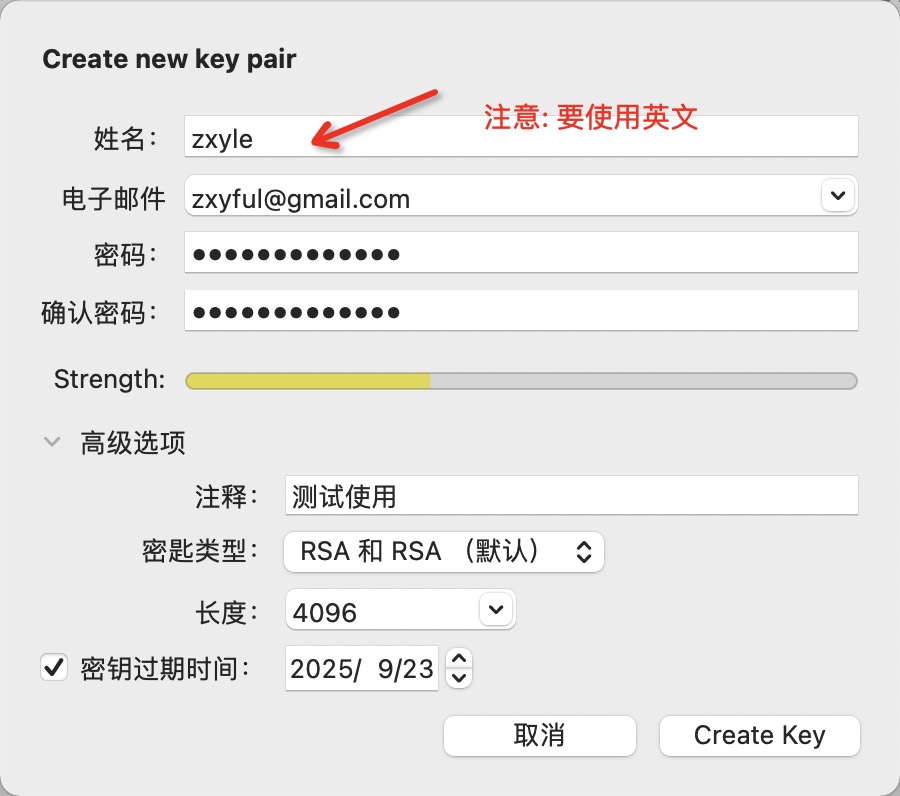 Create new key pair
注意: 要使用英文
姓名： zxyle
电子邮件 zxyful@gmail.com
密码： ●●●●●●●●●●●●●
确认密码： ●●●●●●●●●●●●●
Strength:
高级选项
注释： 测试使用
密匙类型： RSA 和 RSA （默认）
长度： 4096
密钥过期时间： 2025/ 9/23
取消 Create Key